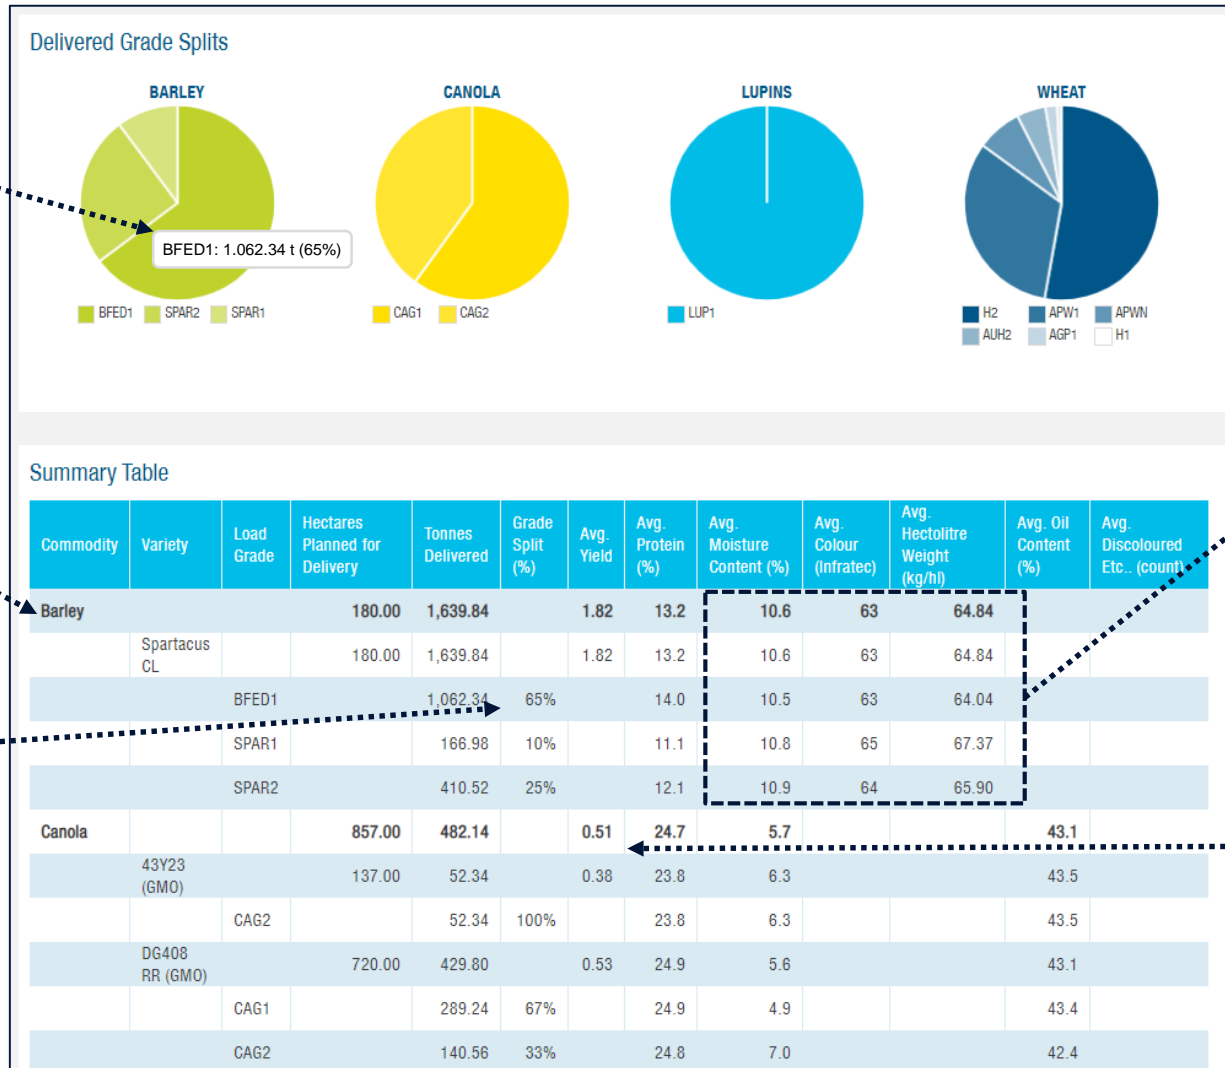 Delivered Grade Splits
BARLEY
CANOLA
LUPINS
WHEAT
BFED1: 1.062.34 t (65%)
BFED1 SPAR2 SPAR1
CAG1 CAG2
LUP1
H2 APW1 APWN
AUH2 AGP1 H1
Summary Table
Commodity Variety Load Grade Hectares Planned for Delivery Tonnes Delivered Grade Split (%) Avg. Yield Avg. Protein (%) Avg. Moisture Content (%) Avg. Colour (Infratec) Avg. Hectolitre Weight (kg/hl) Avg. Oil Content (%) Avg. Discoloured Etc.. (count)
Barley 180.00 1,639.84 1.82 13.2 10.6 63 64.84
Spartacus CL 180.00 1,639.84 1.82 13.2 10.6 63 64.84
BFED1 1,062.34 65% 14.0 10.5 63 64.04
SPAR1 166.98 10% 11.1 10.8 65 67.37
SPAR2 410.52 25% 12.1 10.9 64 65.90
Canola 857.00 482.14 0.51 24.7 5.7 43.1
43Y23 (GMO) 137.00 52.34 0.38 23.8 6.3 43.5
CAG2 52.34 100% 23.8 6.3 43.5
DG408 RR (GMO) 720.00 429.80 0.53 24.9 5.6 43.1
CAG1 289.24 67% 24.9 4.9 43.4
CAG2 140.56 33% 24.8 7.0 42.4